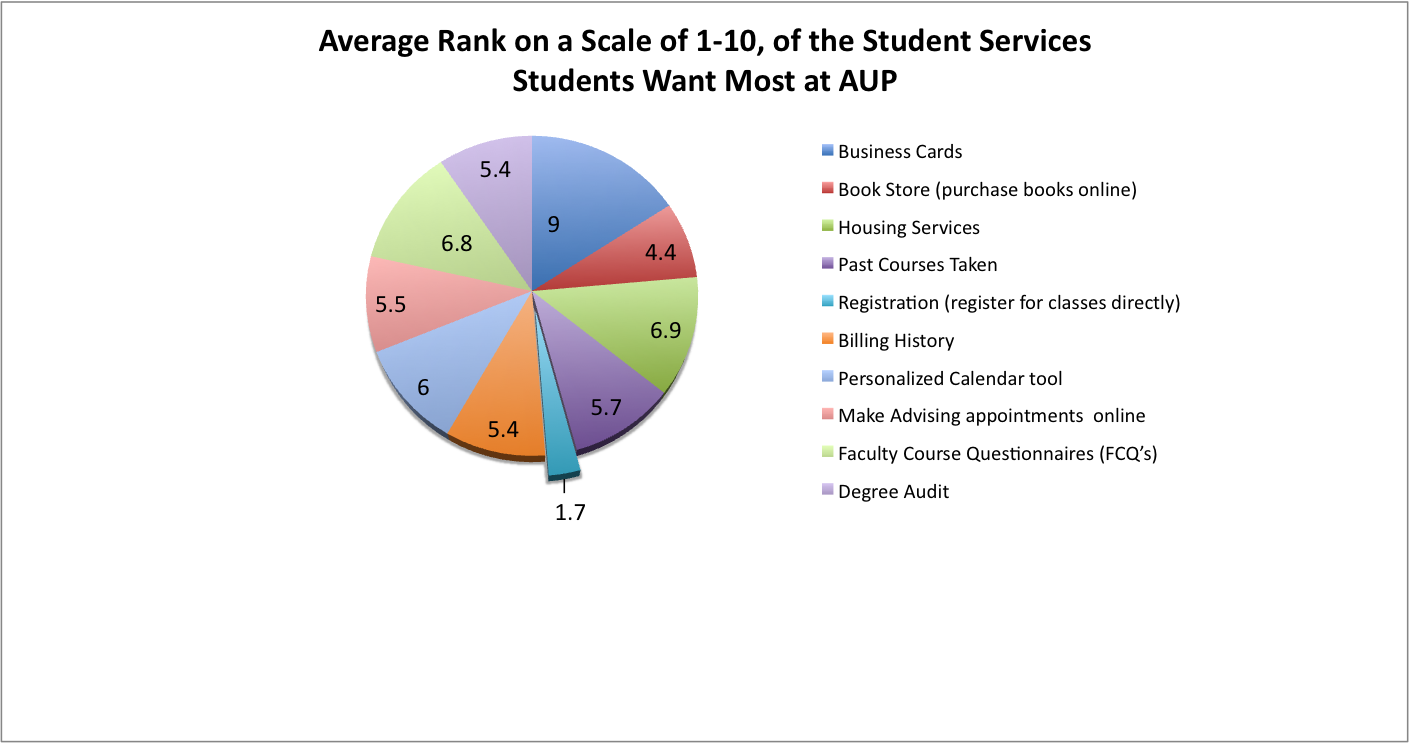 Average Rank on a Scale of 1-10, of the Student Services
Students Want Most at AUP
5.4
9
6.8
4.4
5.5
6.9
6
5.7
5.4
1.7
Business Cards
Book Store (purchase books online)
Housing Services
Past Courses Taken
Registration (register for classes directly)
Billing History
Personalized Calendar tool
Make Advising appointments  online
Faculty Course Questionnaires (FCQ’s)
Degree Audit